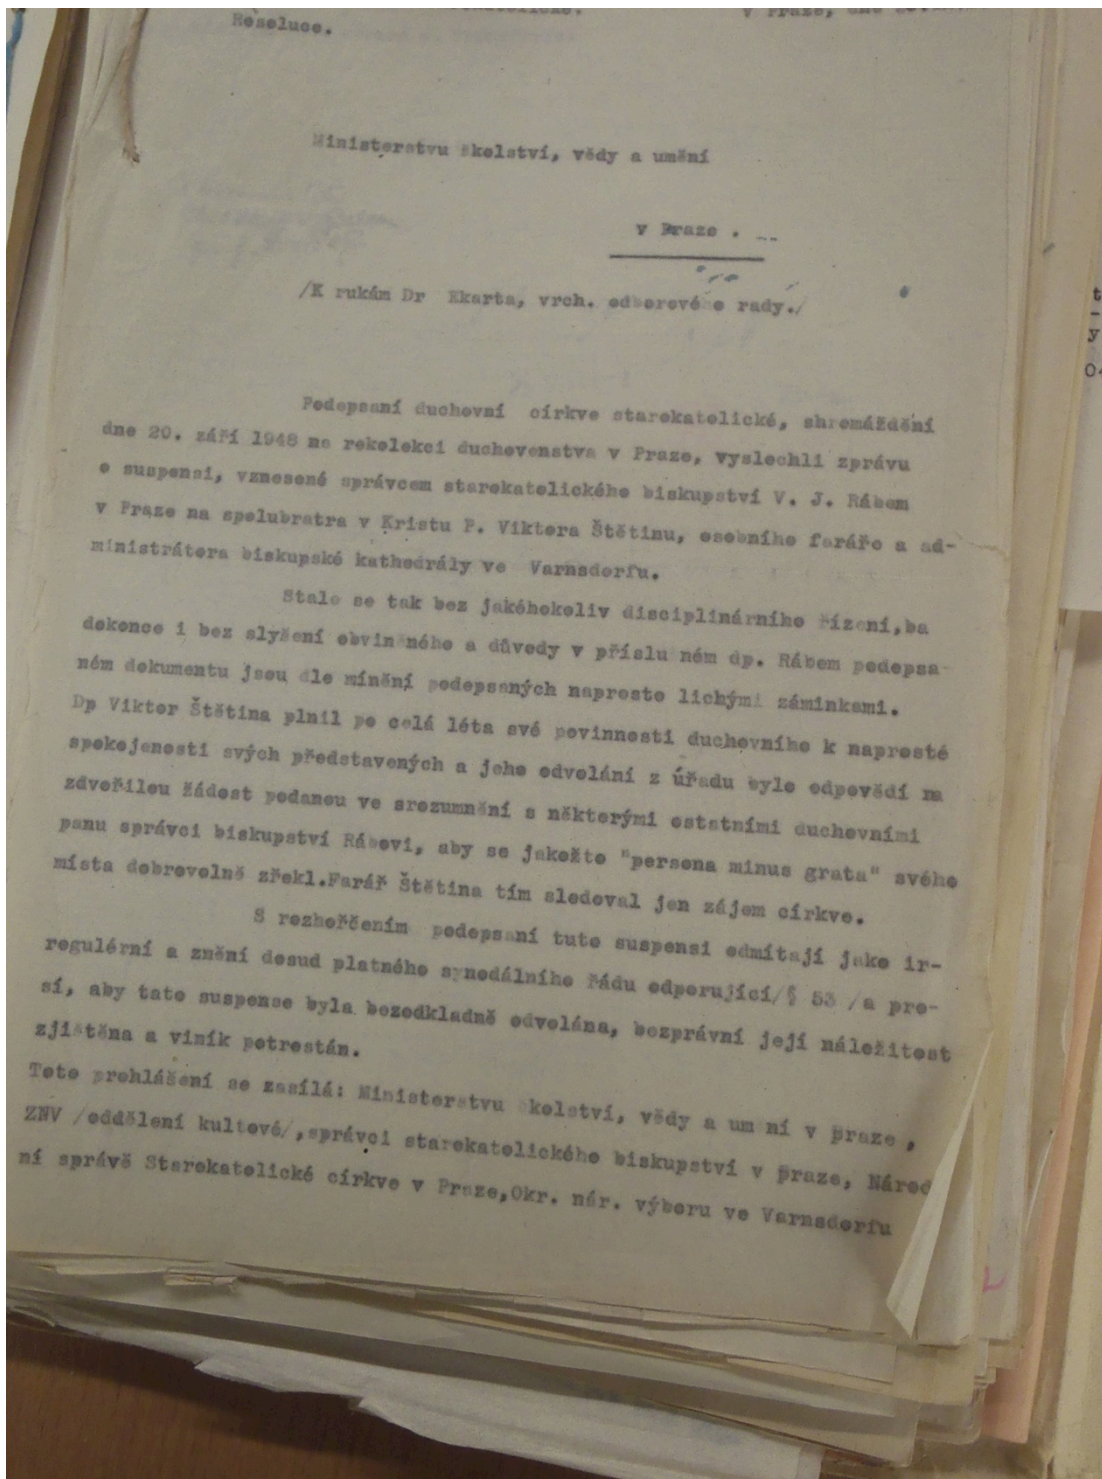 v Praze, dne
Resoluce.
Ministerstvu školství, vědy a umění
v Praze .
/K rukám Dr Ekarta, vrch. odborového rady./
Podepsaní duchovní církve starokatolické, shromáždění
dne 20. září 1948 na rekolekci duchovenstva v Praze, vyslechli zprávu
o suspensi, vznesené správcem starokatolického biskupství V. J. Rábem
v Praze na spolubratra v Kristu P. Viktora Štětinu, osobního faráře a ad-
ministrátora biskupské kathedrály ve Varnsdorfu.
Stalo se tak bez jakéhokoliv disciplinárního řízení,ba
dokonce i bez slyšení obviněného a důvody v příslušném dp. Rábem podepsa-
ném dokumentu jsou dle mínění podepsaných naprosto lichými záminkami.
Dp Viktor Štětina plnil po celá léta své povinnosti duchovního k naprosté
spokojenosti svých představených a jeho odvolání z úřadu bylo odpovědí na
zdvořilou žádost podanou ve srozumnění s některými ostatními duchovními
panu správci biskupství Rábovi, aby se jakožto "persona minus grata" svého
místa dobrovolně zřekl.Farář Štětina tím sledoval jen zájem církve.
S rozhořčením podepsaní tuto suspensi odmítají jako ir-
regulérní a znění dosud platného synodálního řádu odporující/§ 53 /a pro-
sí, aby tato suspense byla bezodkladně odvolána, bezprávní její náležitost
zjištěna a viník potrestán.
Toto prohlášení se zasílá: Ministerstvu školství, vědy a umění v Praze ,
ZNV /oddělení kultové/,správci starokatolického biskupství v Praze, Národ
ní správě Starokatolické církve v Praze,Okr. nár. výboru ve Varnsdorfu